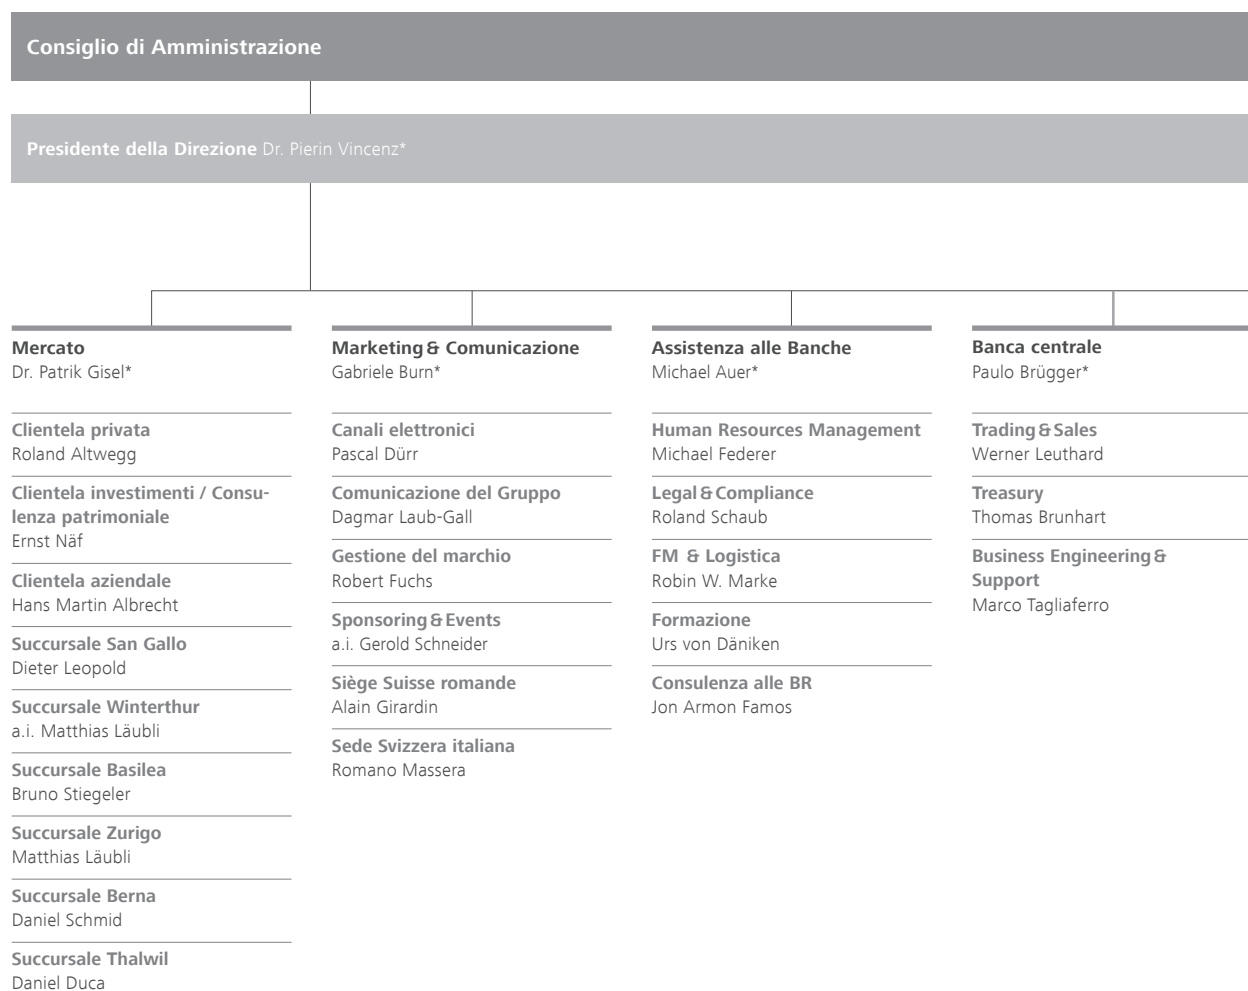 Consiglio di Amministrazione
Presidente della Direzione Dr. Pierin Vincenz*
Mercato
Dr. Patrik Gisel*
Clientela privata
Roland Altwegg
Clientela investimenti / Consu-
lenza patrimoniale
Ernst Näf
Clientela aziendale
Hans Martin Albrecht
Succursale San Gallo
Dieter Leopold
Succursale Winterthur
a.i. Matthias Läubli
Succursale Basilea
Bruno Stiegeler
Succursale Zurigo
Matthias Läubli
Succursale Berna
Daniel Schmid
Succursale Thalwil
Daniel Duca
Marketing & Comunicazione
Gabriele Burn*
Canali elettronici
Pascal Dürr
Comunicazione del Gruppo
Dagmar Laub-Gall
Gestione del marchio
Robert Fuchs
Sponsoring & Events
a.i. Gerold Schneider
Siège Suisse romande
Alain Girardin
Sede Svizzera italiana
Romano Massera
Assistenza alle Banche
Michael Auer*
Human Resources Management
Michael Federer
Legal & Compliance
Roland Schaub
FM & Logistica
Robin W. Marke
Formazione
Urs von Däniken
Consulenza alle BR
Jon Armon Famos
Banca centrale
Paulo Brügger*
Trading & Sales
Werner Leuthard
Treasury
Thomas Brunhart
Business Engineering &
Support
Marco Tagliaferro